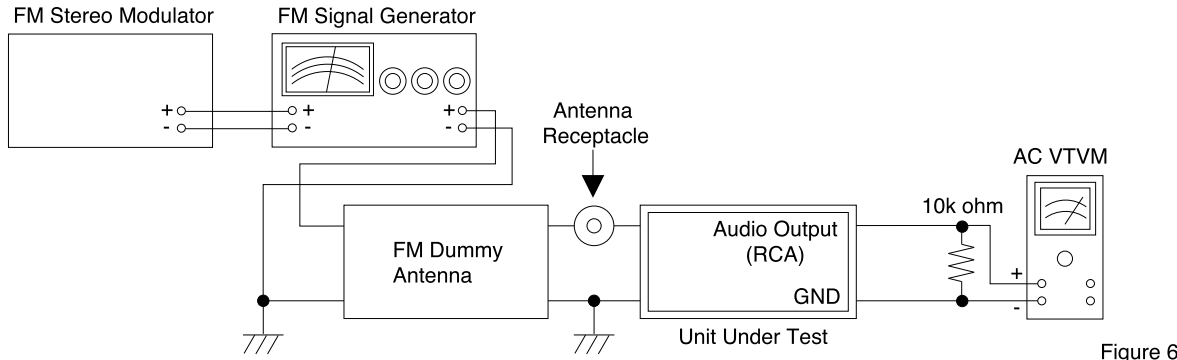 FM Stereo Modulator
FM Signal Generator
+
-
+
-
+
-
Antenna
Receptacle
AC VTVM
10k ohm
FM Dummy
Antenna
Audio Output
(RCA)
GND
+
-
Unit Under Test
Figure 6